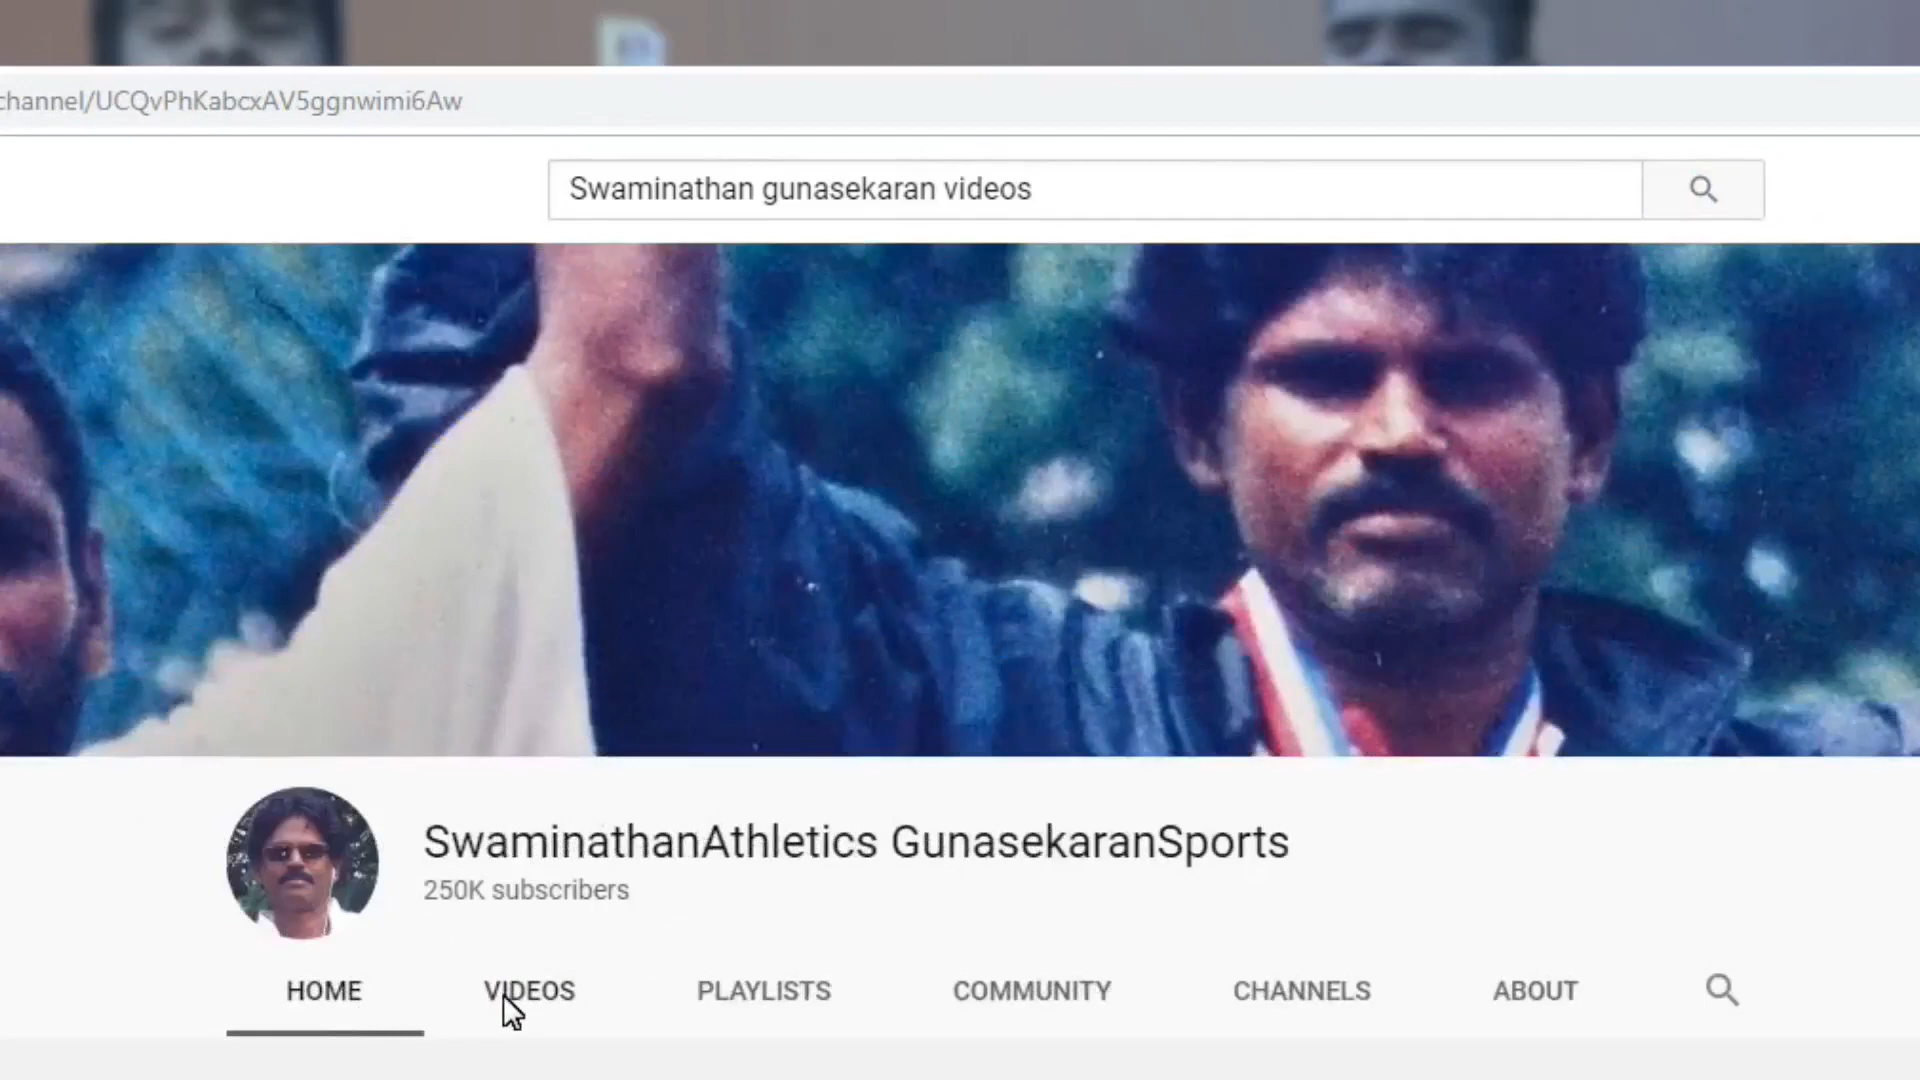 channel/UCQvPhKabcxAV5ggnwimi6Aw
Swaminathan gunasekaran videos
SwaminathanAthletics GunasekaranSports
250K subscribers
HOME VIDEOS PLAYLISTS COMMUNITY CHANNELS ABOUT